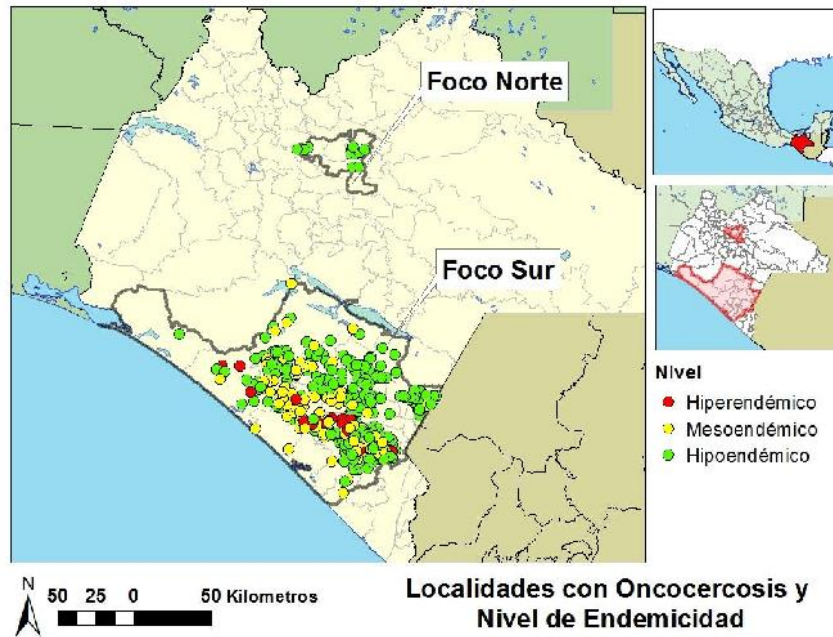 Foco Norte
Foco Sur
Nivel
Hiperendémico
Mesoendémico
Hipoendémico
N
50 25 0 50 Kilometros
Localidades con Oncocercosis y
Nivel de Endemicidad